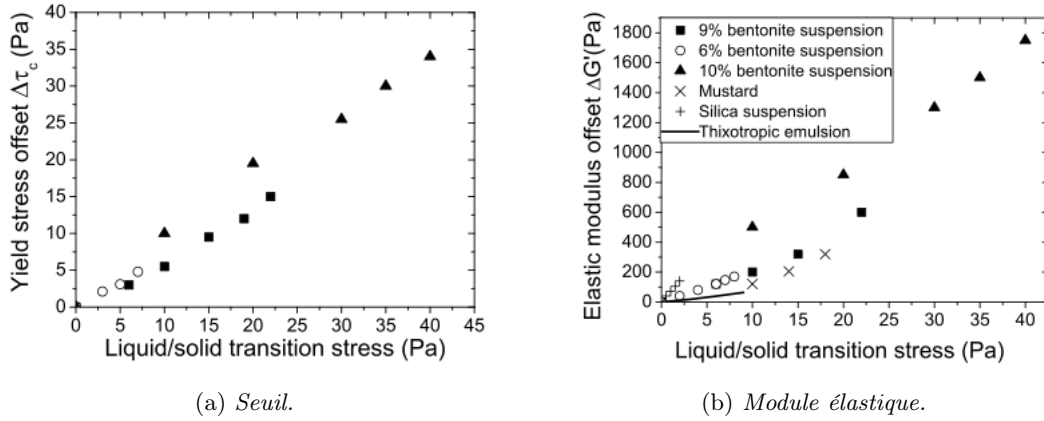 40
35
30
25
20
15
10
5
0
Yield stress offset Δτc (Pa)
0 5 10 15 20 25 30 35 40 45
Liquid/solid transition stress (Pa)
(a) Seuil.
9% bentonite suspension
6% bentonite suspension
10% bentonite suspension
Mustard
Silica suspension
Thixotropic emulsion
1800
1600
1400
1200
1000
800
600
400
200
0
Elastic modulus offset ΔG'(Pa)
0 5 10 15 20 25 30 35 40
Liquid/solid transition stress (Pa)
(b) Module élastique.